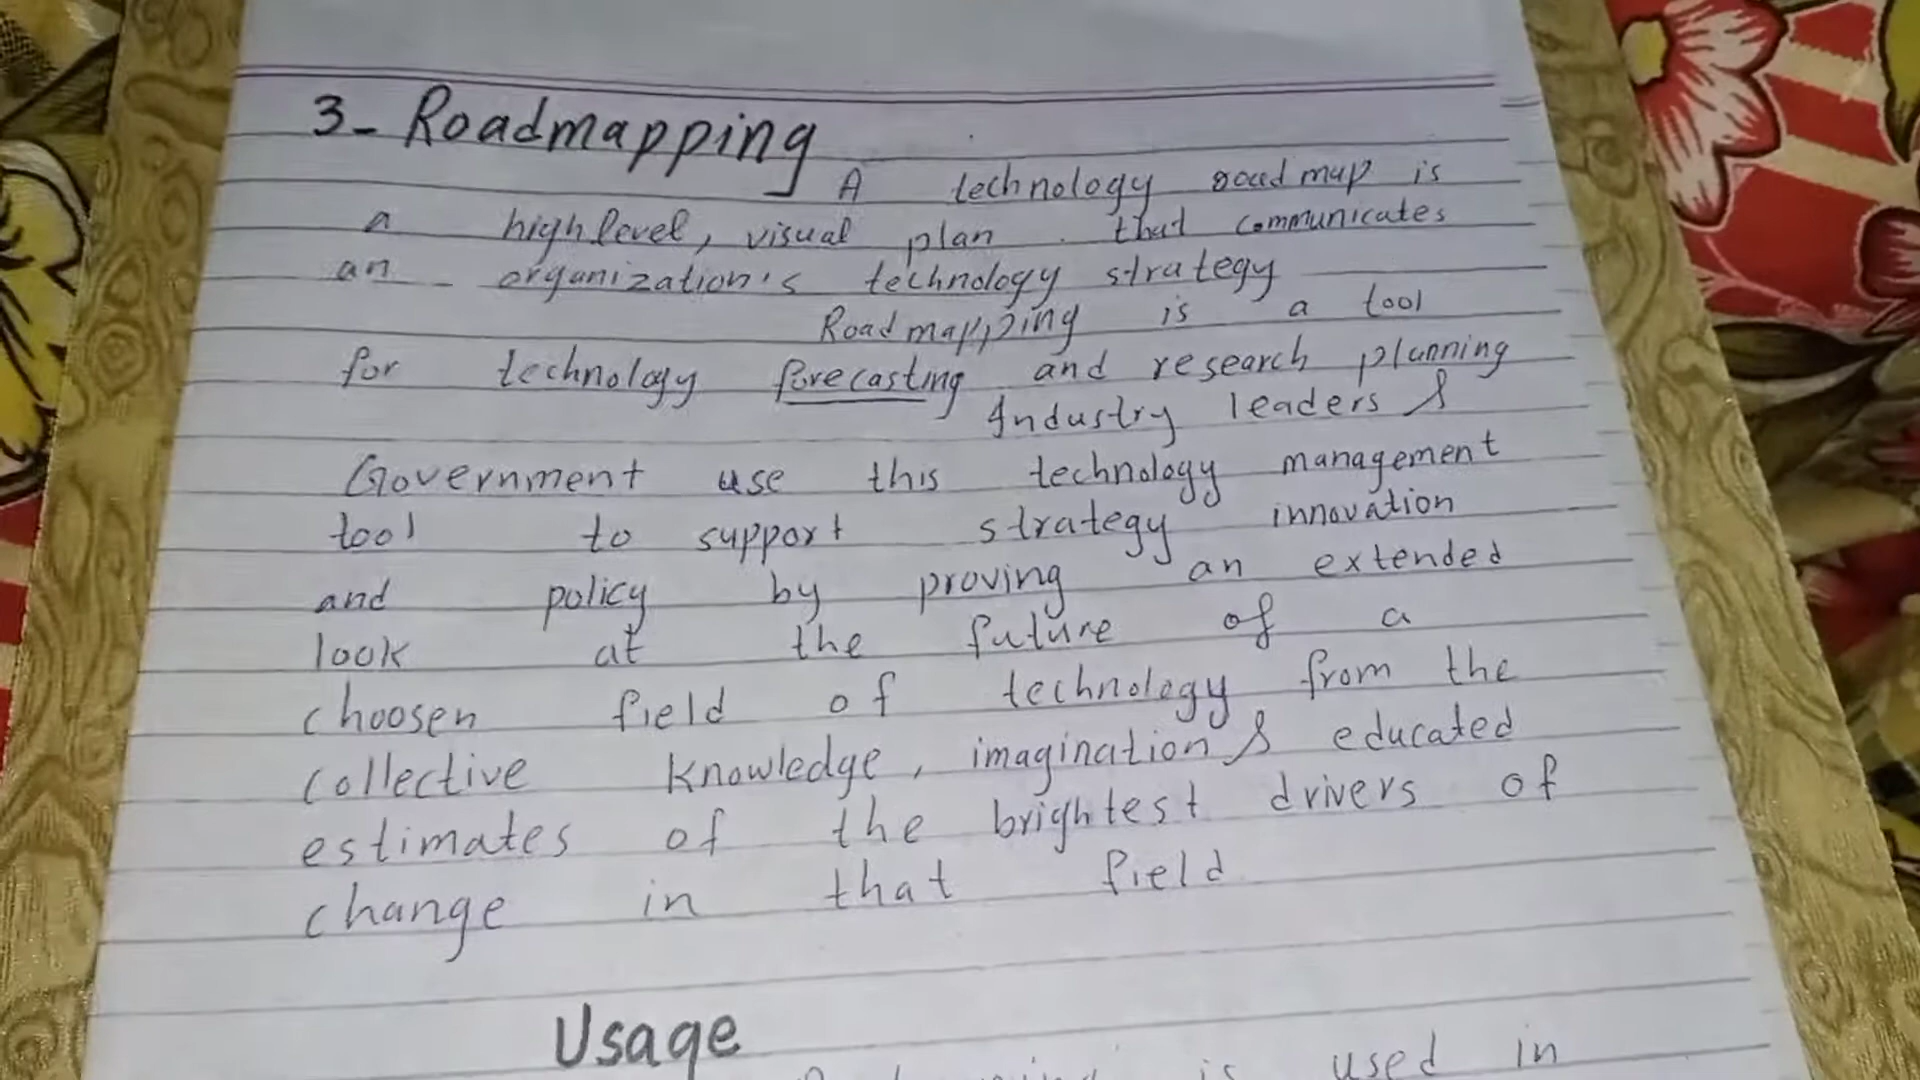 3- Roadmapping
A technology roadmap is
a high level, visual plan that communicates
an organization's technology strategy
Roadmapping is a tool
for technology forecasting and research planning
Industry leaders &
Government use this technology management
tool to support strategy innovation
and policy by proving an extended
look at the future of a
choosen field of technology from the
collective knowledge, imagination & educated
estimates of the brightest drivers of
change in that field
Usage
is used in